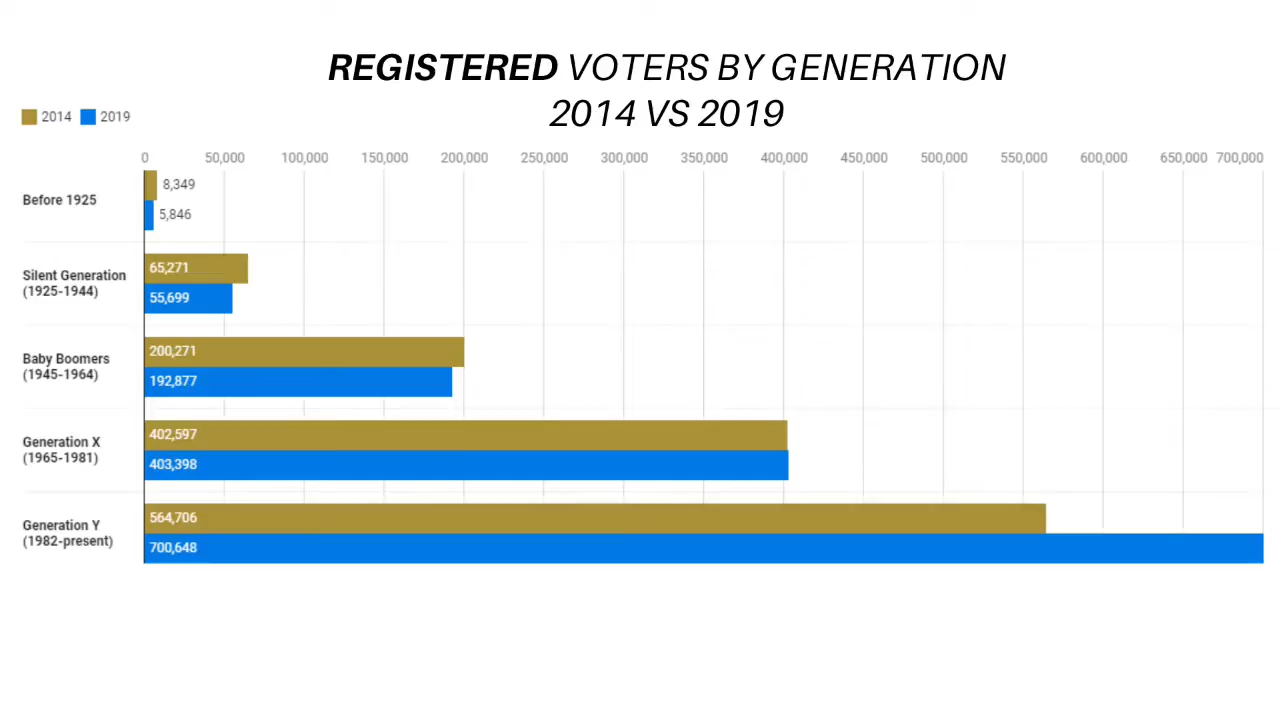 REGISTERED VOTERS BY GENERATION
2014 VS 2019
2014 2019
0 50,000 100,000 150,000 200,000 250,000 300,000 350,000 400,000 450,000 500,000 550,000 600,000 650,000 700,000
Before 1925
8,349
5,846
Silent Generation
(1925-1944)
65,271
55,699
Baby Boomers
(1945-1964)
200,271
192,877
Generation X
(1965-1981)
402,597
403,398
Generation Y
(1982-present)
564,706
700,648